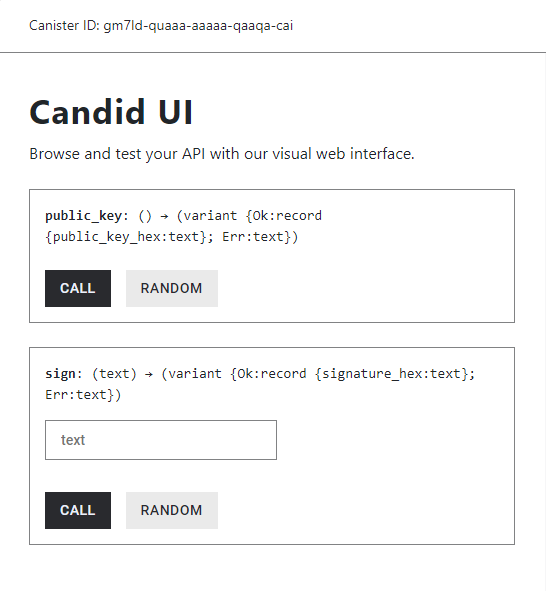 Canister ID: gm7ld-quaaa-aaaaa-qaaqa-cai
Candid UI
Browse and test your API with our visual web interface.
public_key: () → (variant {Ok:record
{public_key_hex:text}; Err:text})
CALL RANDOM
sign: (text) → (variant {Ok:record {signature_hex:text};
Err:text})
text
CALL RANDOM